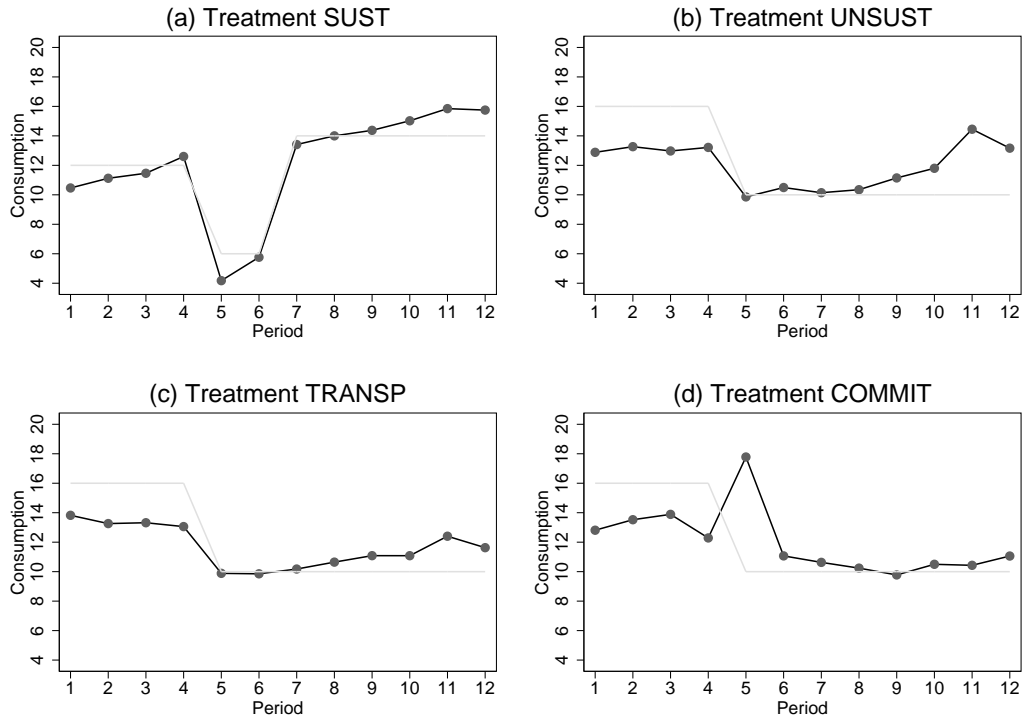 (a) Treatment SUST
Consumption
4 6 8 10 12 14 16 18 20
1 2 3 4 5 6 7 8 9 10 11 12
Period
(b) Treatment UNSUST
Consumption
4 6 8 10 12 14 16 18 20
1 2 3 4 5 6 7 8 9 10 11 12
Period
(c) Treatment TRANSP
Consumption
4 6 8 10 12 14 16 18 20
1 2 3 4 5 6 7 8 9 10 11 12
Period
(d) Treatment COMMIT
Consumption
4 6 8 10 12 14 16 18 20
1 2 3 4 5 6 7 8 9 10 11 12
Period